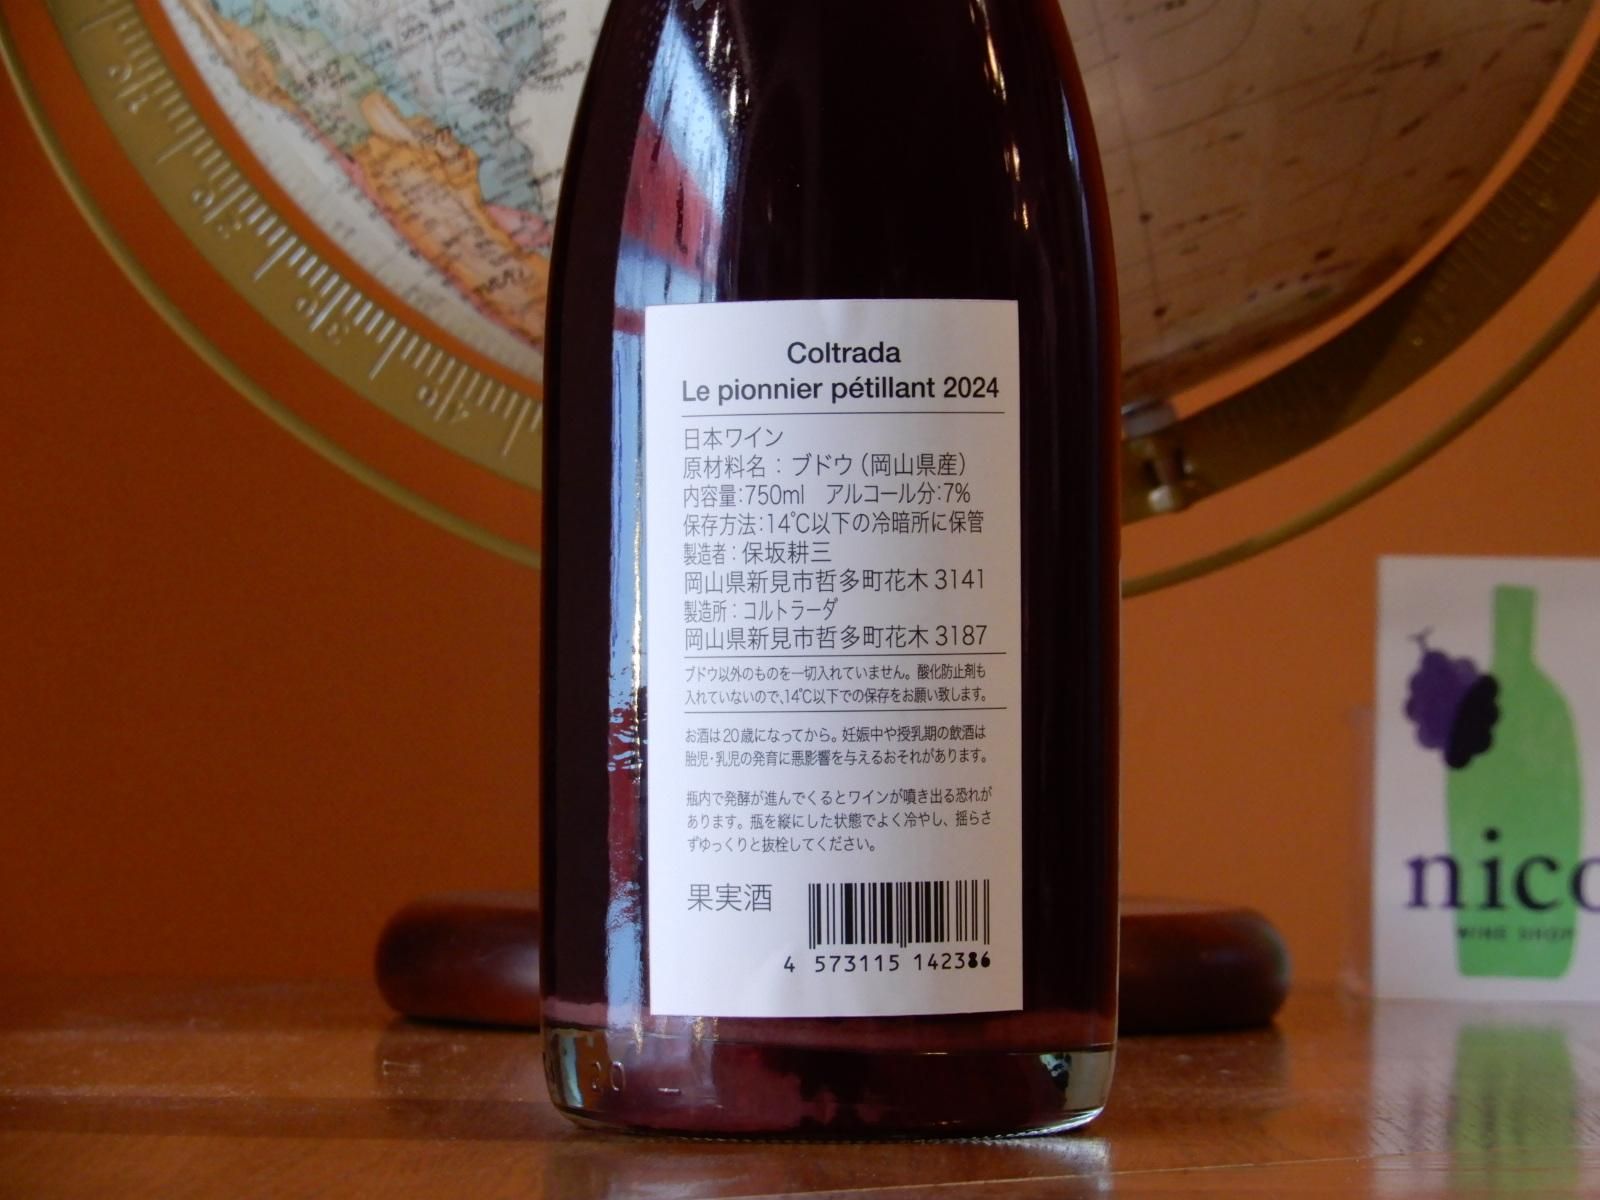 Coltrada
Le pionnier pétillant 2024
日本ワイン
原材料名：ブドウ（岡山県産）
内容量:750ml　アルコール分:7%
保存方法:14℃以下の冷暗所に保管
製造者：保坂耕三
岡山県新見市哲多町花木 3141
製造所：コルトラーダ
岡山県新見市哲多町花木 3187
ブドウ以外のものを一切入れていません。酸化防止剤も
入れていないので、14℃以下での保存をお願い致します。
お酒は20歳になってから。妊娠中や授乳期の飲酒は
胎児・乳児の発育に悪影響を与えるおそれがあります。
瓶内で発酵が進んでくるとワインが噴き出る恐れが
あります。瓶を縦にした状態でよく冷やし、揺らさ
ずゆっくりと抜栓してください。
果実酒
4 573115 142386
nico
WINE SHOP